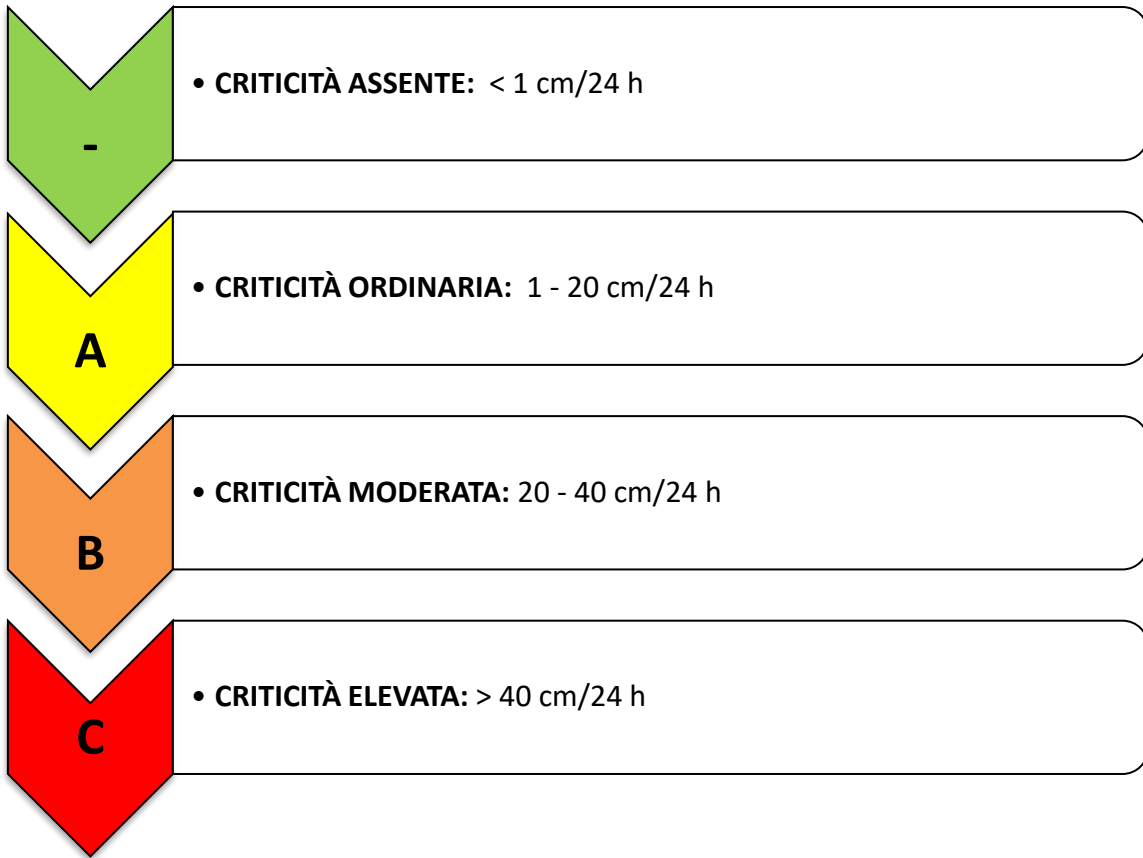 -
• CRITICITÀ ASSENTE:  < 1 cm/24 h
A
• CRITICITÀ ORDINARIA:  1 - 20 cm/24 h
B
• CRITICITÀ MODERATA: 20 - 40 cm/24 h
C
• CRITICITÀ ELEVATA: > 40 cm/24 h